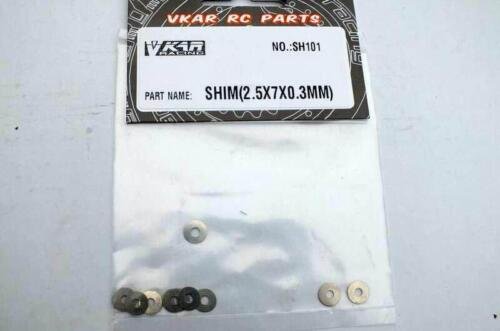 VKAR RC PARTS
VKAR
RACING
NO.:SH101
PART NAME: SHIM(2.5X7X0.3MM)